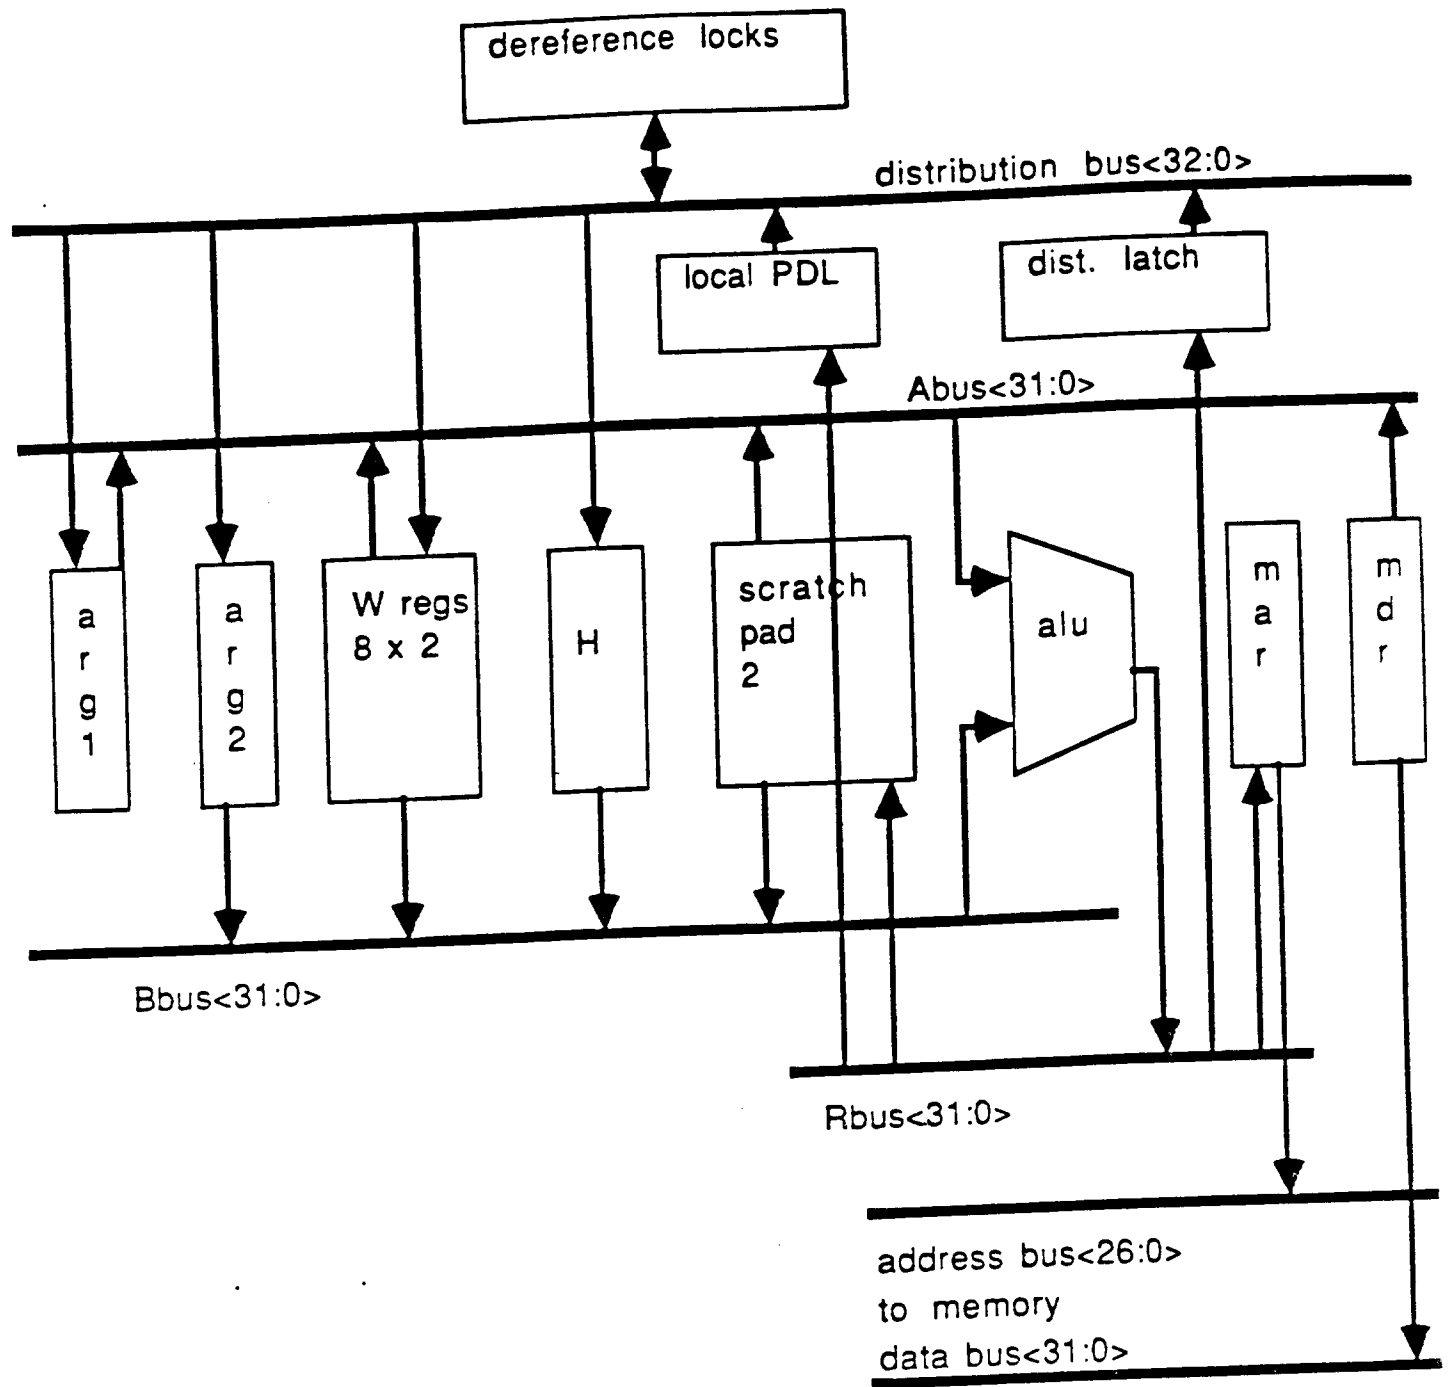 dereference locks
distribution bus<32:0>
local PDL
dist. latch
Abus<31:0>
a
r
g
1
a
r
g
2
W regs
8 x 2
H
scratch
pad
2
alu
m
a
r
m
d
r
Bbus<31:0>
Rbus<31:0>
address bus<26:0>
to memory
data bus<31:0>